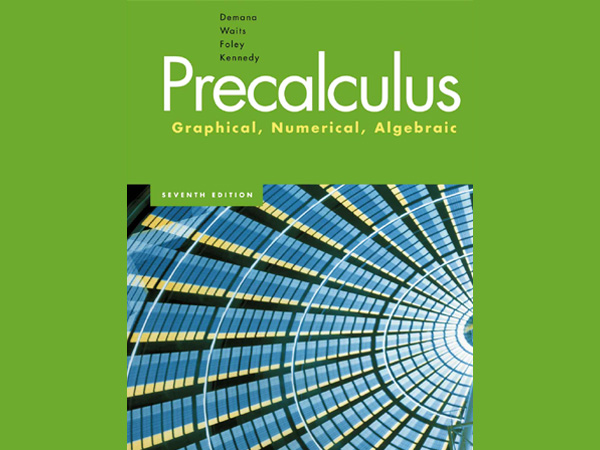 Demana
Waits
Foley
Kennedy
Precalculus
Graphical, Numerical, Algebraic
SEVENTH EDITION